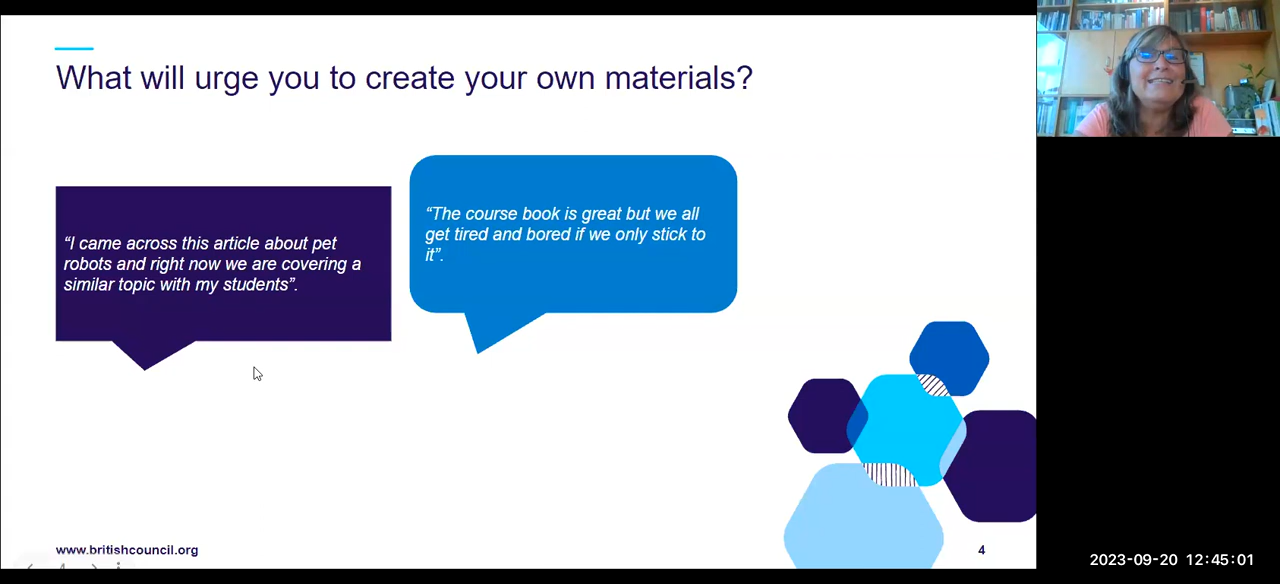 What will urge you to create your own materials?
“I came across this article about pet
robots and right now we are covering a
similar topic with my students”.
“The course book is great but we all
get tired and bored if we only stick to
it”.
www.britishcouncil.org
4
2023-09-20 12:45:01